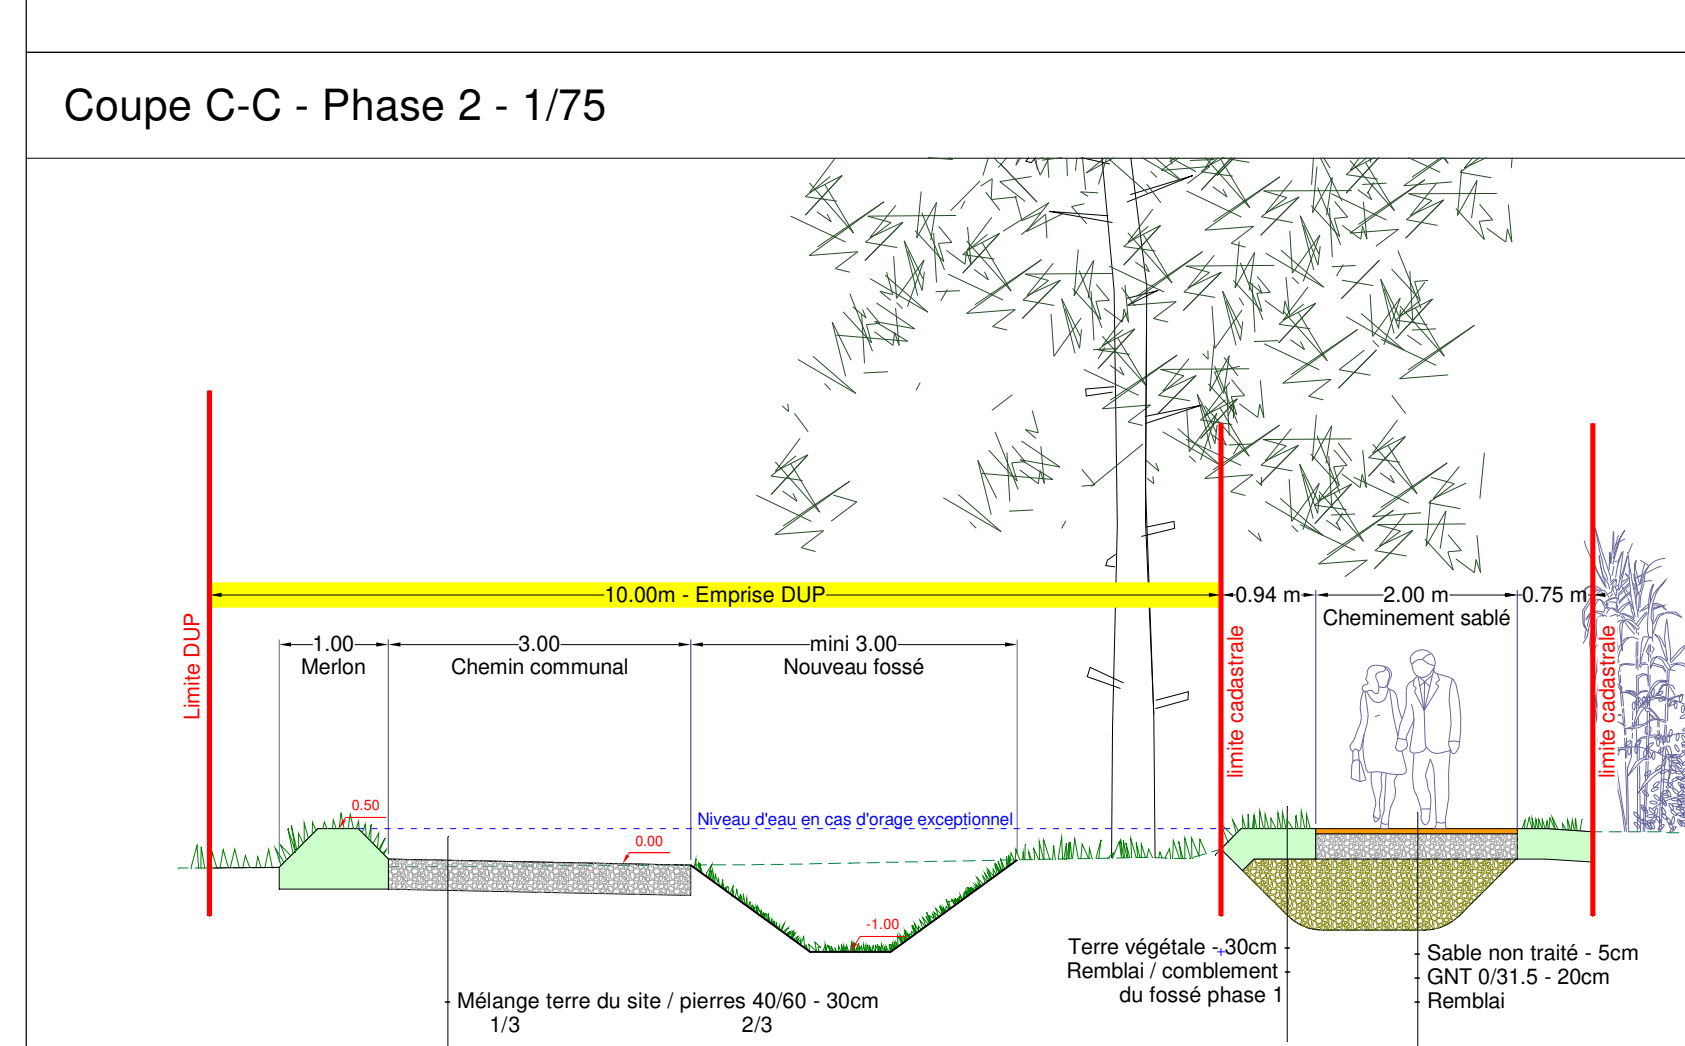 Coupe C-C - Phase 2 - 1/75
10.00m - Emprise DUP
0.94 m
2.00 m
0.75 m
Cheminement sablé
1.00
Merlon
3.00
Chemin communal
mini 3.00
Nouveau fossé
Limite DUP
limite cadastrale
limite cadastrale
0.50
Niveau d'eau en cas d'orage exceptionnel
0.00
-1.00
Terre végétale - 30cm
Remblai / comblement
du fossé phase 1
Sable non traité - 5cm
GNT 0/31.5 - 20cm
Remblai
Mélange terre du site / pierres 40/60 - 30cm
1/3 2/3